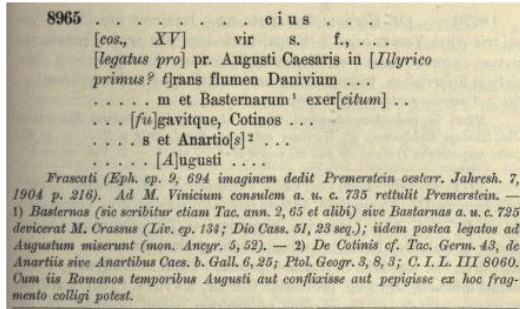 8965 . . . . . . . . . . c i u s . . .
[cos., XV] vir s. f., . . .
[legatus pro] pr. Augusti Caesaris in [Illyrico
primus? t]rans flumen Danivium . . .
. . . . . m et Basternarum¹ exer[citum] . .
. . . [fu]gavitque, Cotinos . . .
. . . . s et Anartio[s]² . . .
. . . . . [A]ugusti . . . .
Frascati (Eph. ep. 9, 694 imaginem dedit Premerstein oesterr. Jahresh. 7,
1904 p. 216). Ad M. Vinicium consulem a. u. c. 735 rettulit Premerstein. —
1) Basternas (sic scribitur etiam Tac. ann. 2, 65 et alibi) sive Bastarnas a. u. c. 725
devicerat M. Crassus (Liv. ep. 134; Dio Cass. 51, 23 seq.); iidem postea legatos ad
Augustum miserunt (mon. Ancyr. 5, 52). — 2) De Cotinis cf. Tac. Germ. 43, de
Anartiis sive Anartibus Caes. b. Gall. 6, 25; Ptol. Geogr. 3, 8, 3; C. I. L. III 8060.
Cum iis Romanos temporibus Augusti aut conflixisse aut pepigisse ex hoc frag-
mento colligi potest.